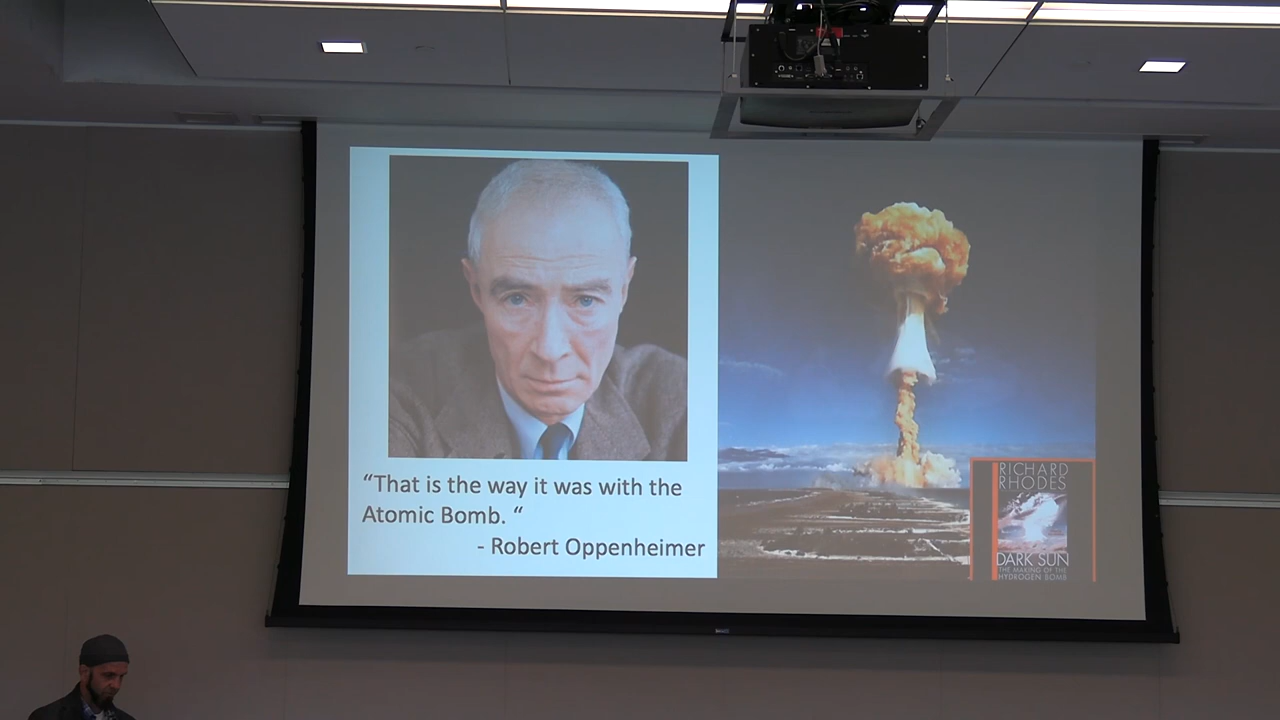 “That is the way it was with the
Atomic Bomb. “
- Robert Oppenheimer
RICHARD
RHODES
DARK SUN
THE MAKING OF THE
HYDROGEN BOMB